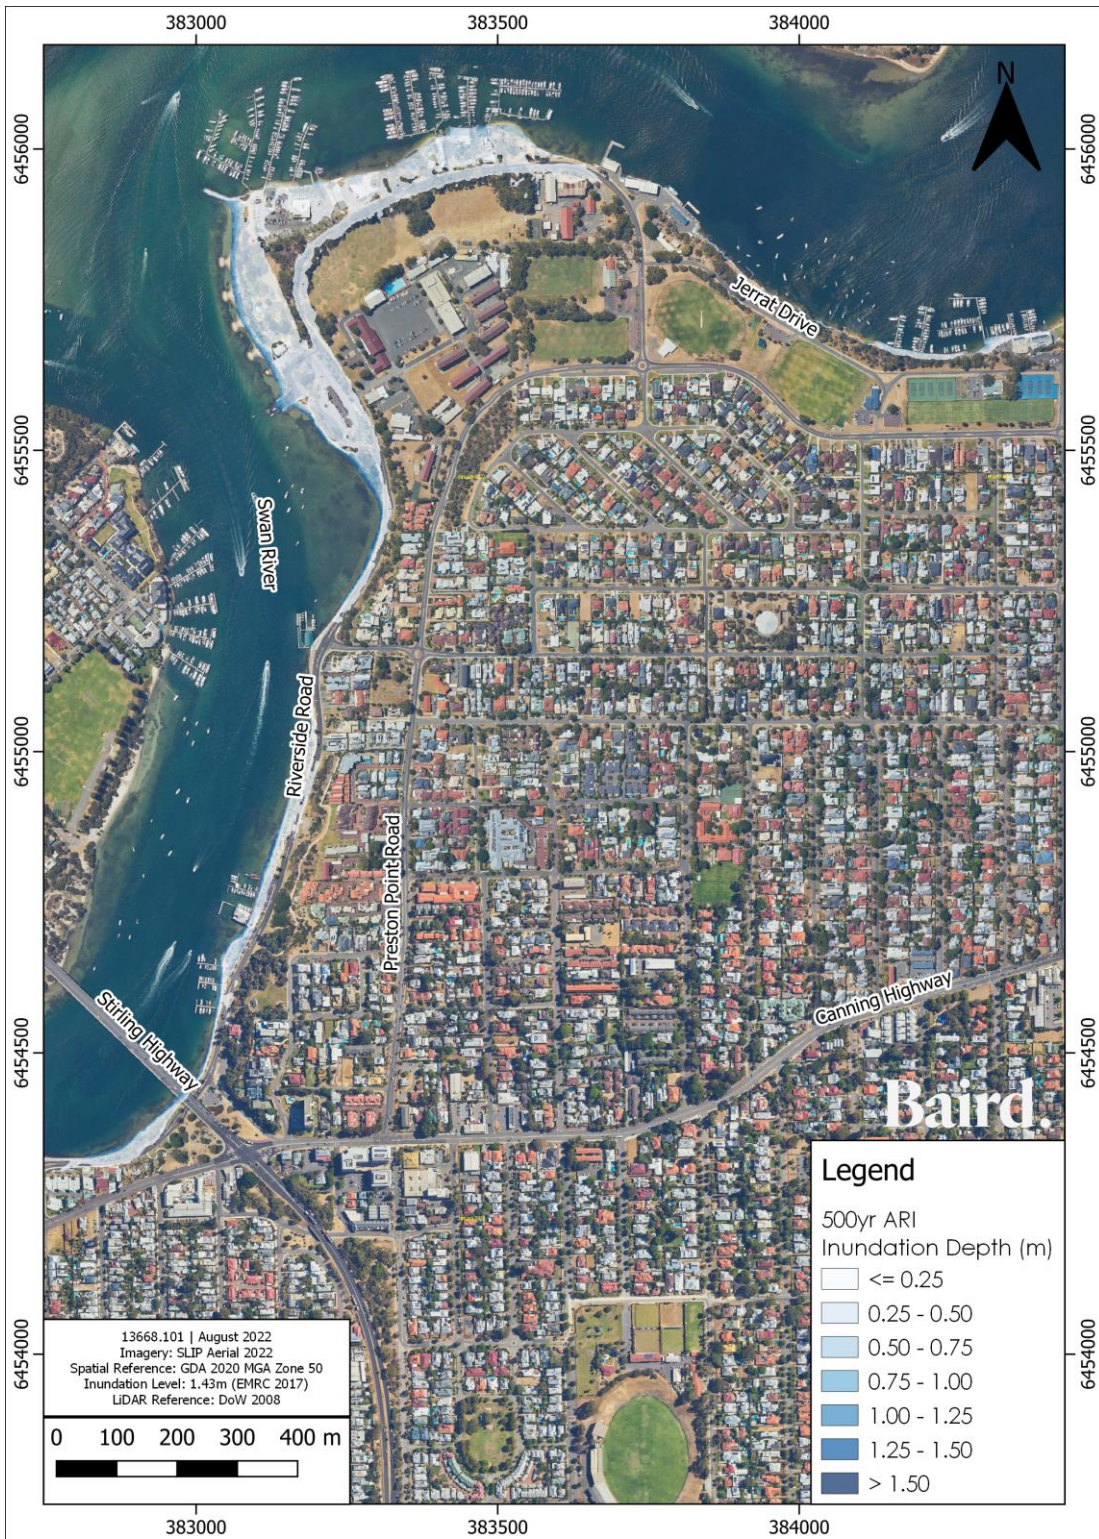 383000
383500
384000
N
6456000
6456000
Jerrat Drive
6455500
6455500
Swan River
Riverside Road
6455000
6455000
Preston Point Road
Canning Highway
Stirling Highway
6454500
6454500
Baird.
Legend
500yr ARI
Inundation Depth (m)
<= 0.25
0.25 - 0.50
0.50 - 0.75
0.75 - 1.00
1.00 - 1.25
1.25 - 1.50
> 1.50
6454000
6454000
13668.101 | August 2022
Imagery: SLIP Aerial 2022
Spatial Reference: GDA 2020 MGA Zone 50
Inundation Level: 1.43m (EMRC 2017)
LiDAR Reference: DoW 2008
0 100 200 300 400 m
383000
383500
384000